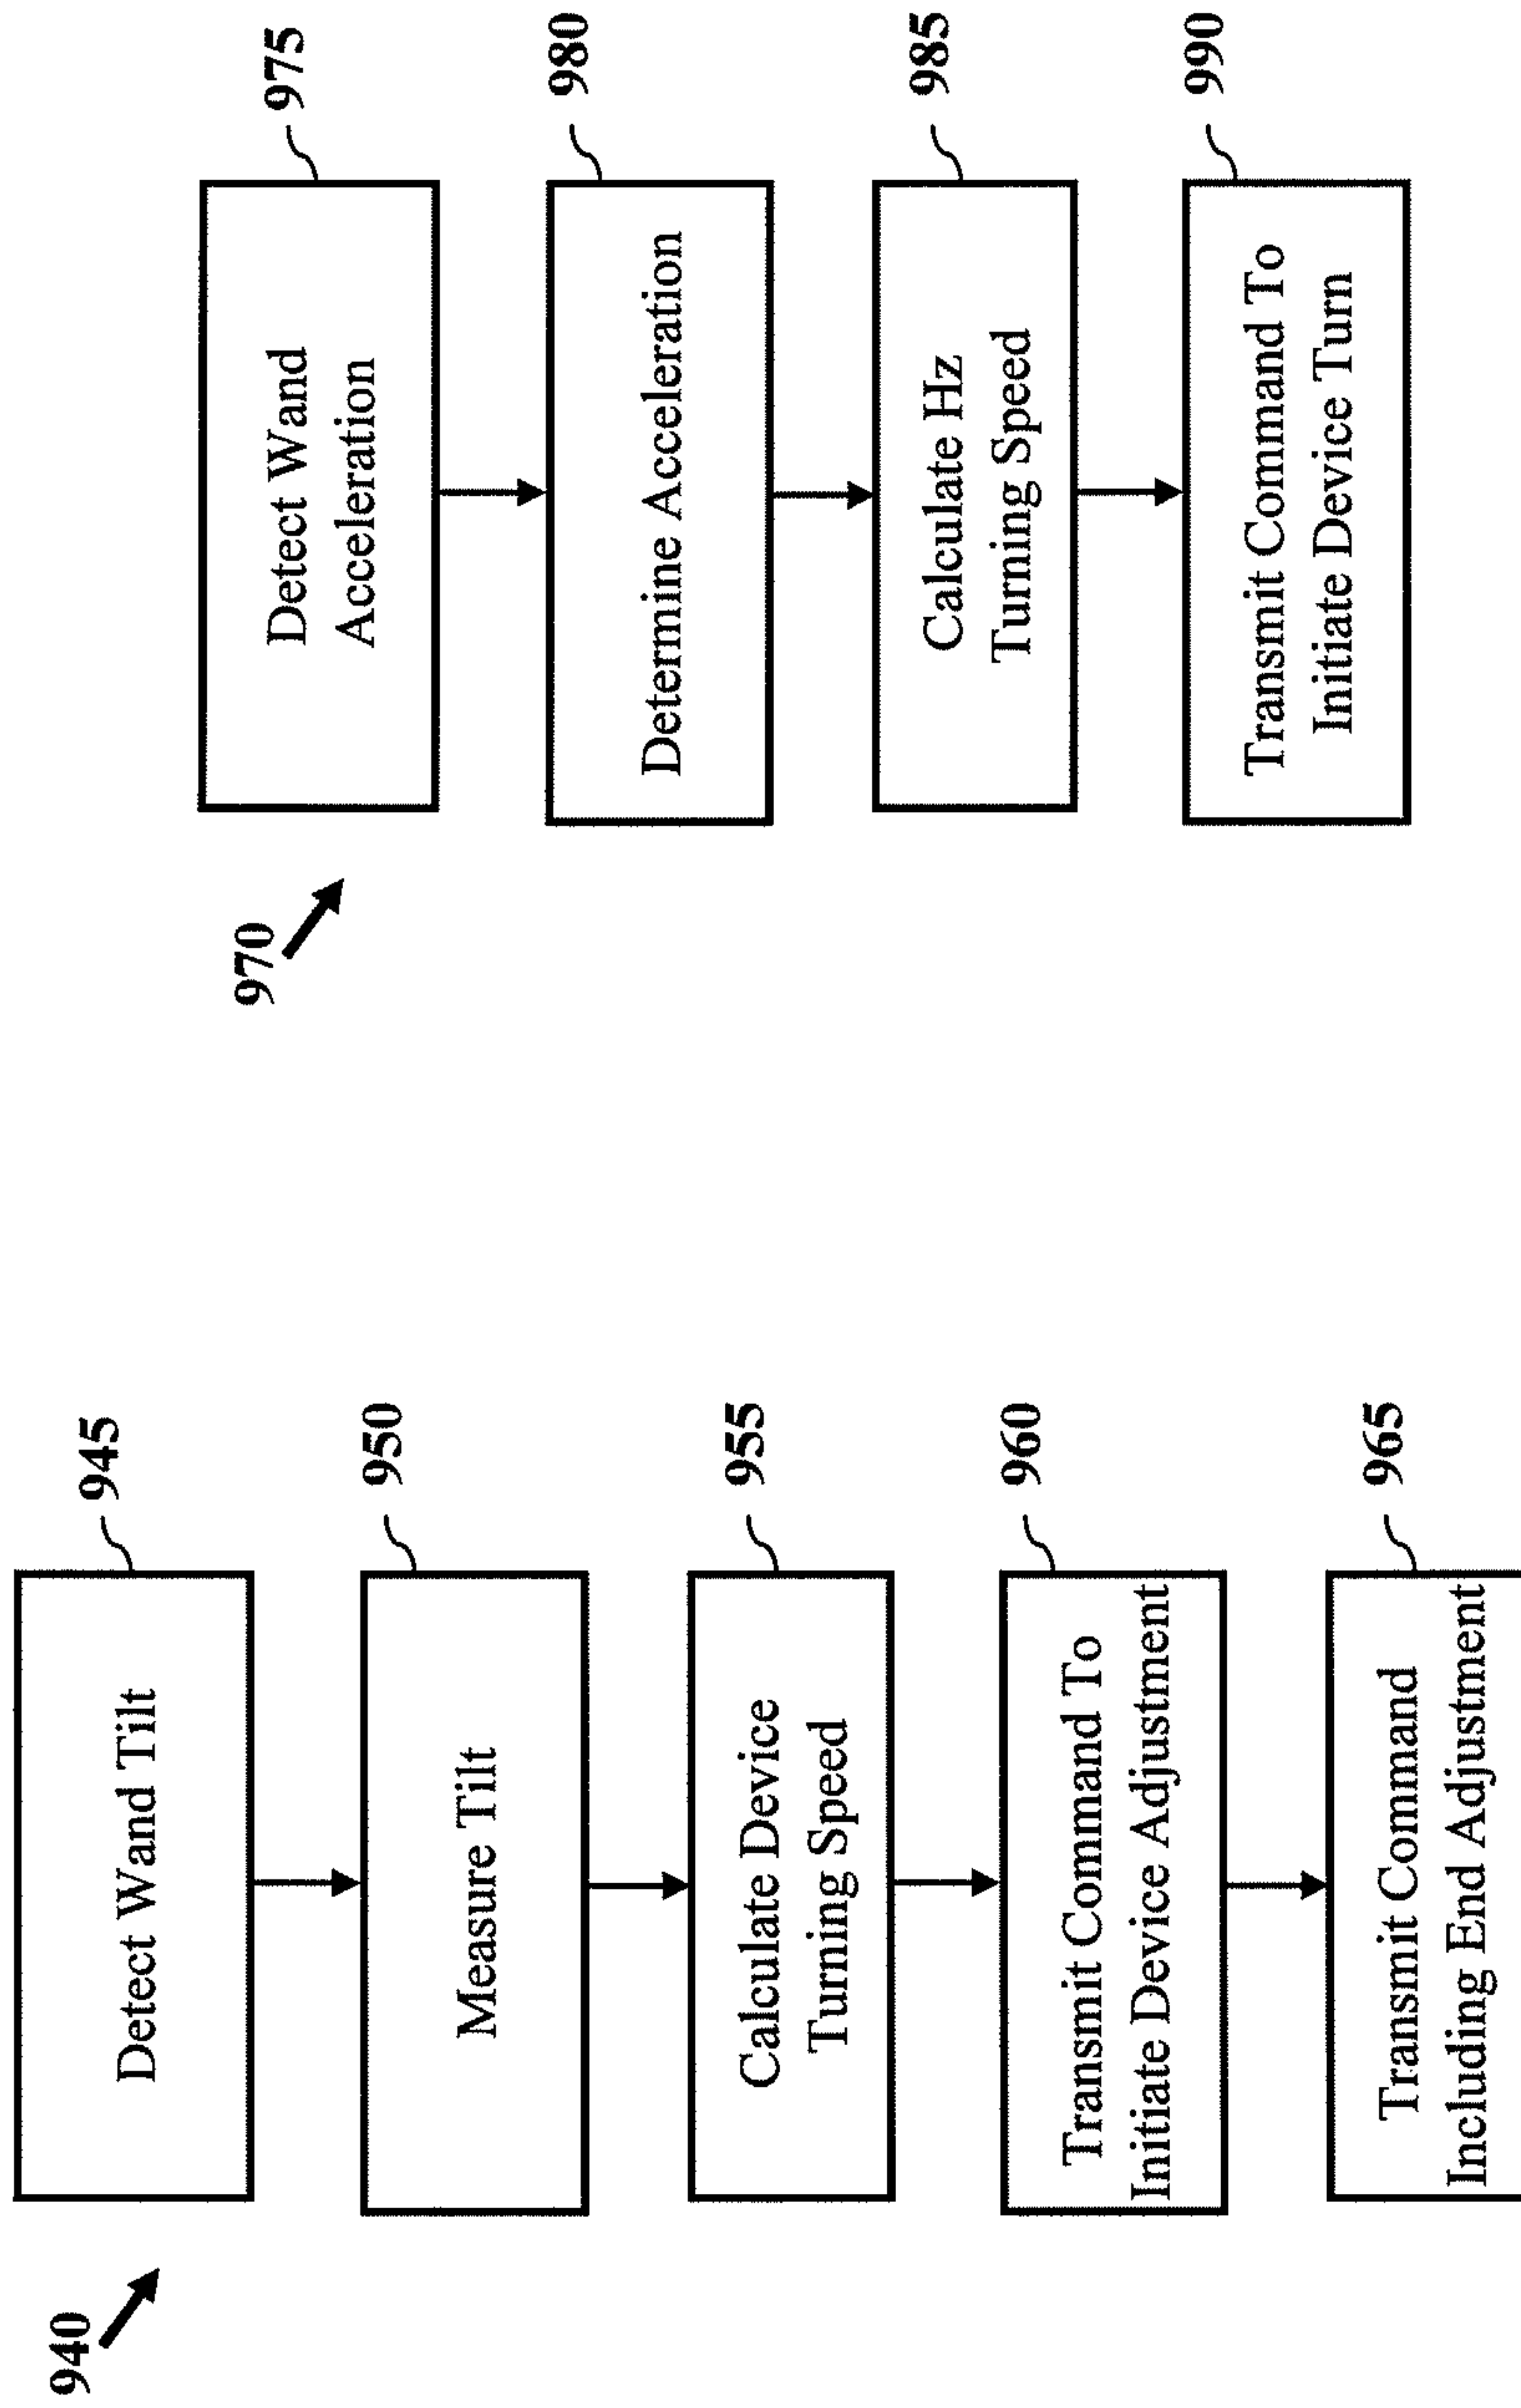 940
945
Detect Wand Tilt
950
Measure Tilt
955
Calculate Device
Turning Speed
960
Transmit Command To
Initiate Device Adjustment
965
Transmit Command
Including End Adjustment
970
975
Detect Wand
Acceleration
980
Determine Acceleration
985
Calculate Hz
Turning Speed
990
Transmit Command To
Initiate Device Turn